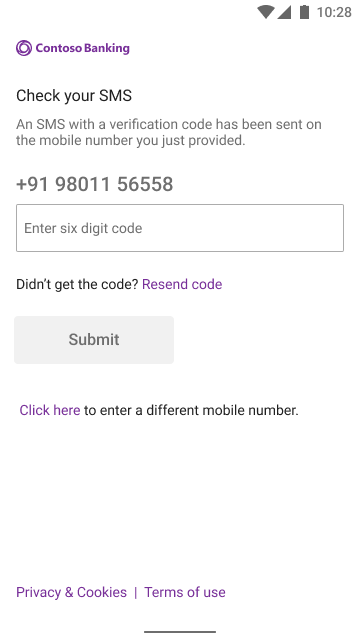 10:28
Contoso Banking
Check your SMS
An SMS with a verification code has been sent on
the mobile number you just provided.
+91 98011 56558
Enter six digit code
Didn’t get the code? Resend code
Submit
Click here to enter a different mobile number.
Privacy & Cookies | Terms of use